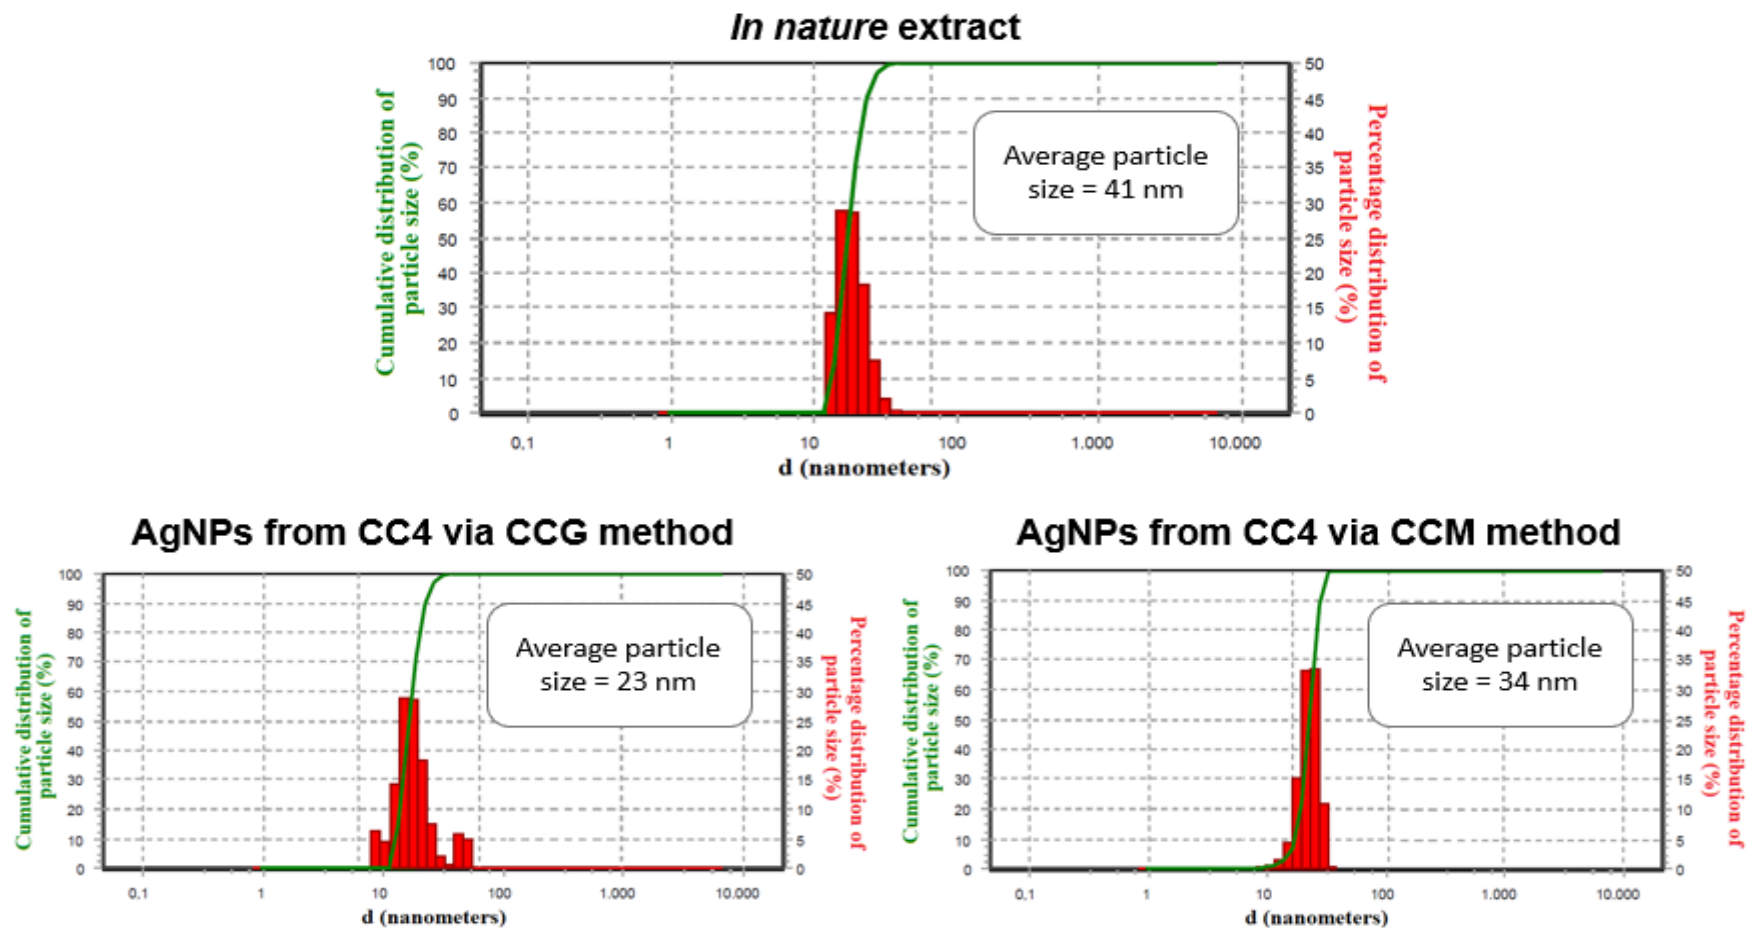 In nature extract
Cumulative distribution of
particle size (%)
100
90
80
70
60
50
40
30
20
10
0
Average particle
size = 41 nm
50
45
40
35
30
25
20
15
10
5
0
Percentage distribution of
particle size (%)
0,1 1 10 100 1.000 10.000
d (nanometers)
AgNPs from CC4 via CCG method
Cumulative distribution of
particle size (%)
100
90
80
70
60
50
40
30
20
10
0
Average particle
size = 23 nm
50
45
40
35
30
25
20
15
10
5
0
Percentage distribution of
particle size (%)
0,1 1 10 100 1.000 10.000
d (nanometers)
AgNPs from CC4 via CCM method
Cumulative distribution of
particle size (%)
100
90
80
70
60
50
40
30
20
10
0
Average particle
size = 34 nm
50
45
40
35
30
25
20
15
10
5
0
Percentage distribution of
particle size (%)
0,1 1 10 100 1.000 10.000
d (nanometers)